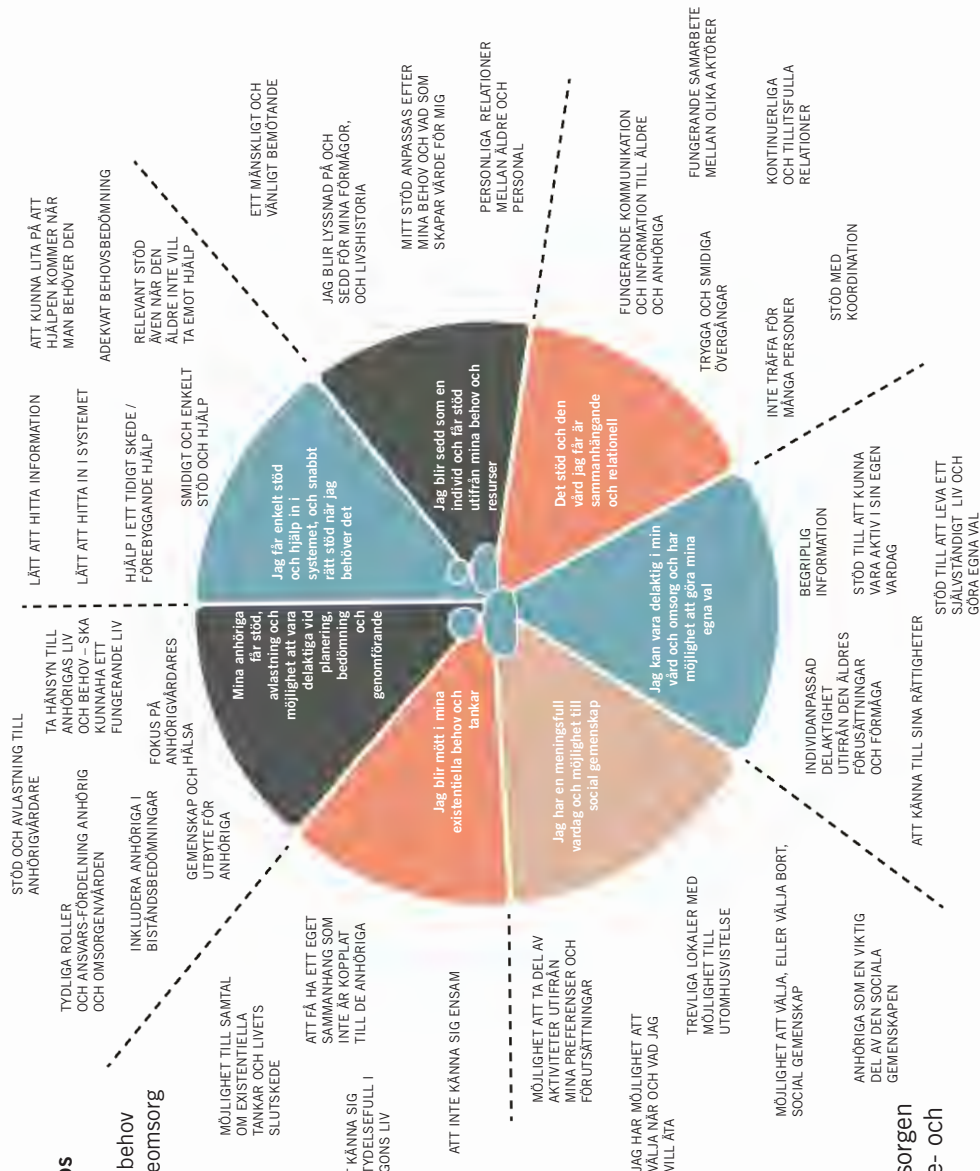 os
behov
eomsorg
STÖD OCH AVLASTNING TILL
ANHÖRIGVÅRDARE
TYDLIGA ROLLER
OCH ANSVARS-FÖRDELNING ANHÖRIG
OCH OMSORGEN/VÅRDEN
INKLUDERA ANHÖRIGA I
BISTÅNDSBEDÖMNINGAR
GEMENSKAP OCH
UTBYTE FÖR
ANHÖRIGA
TA HÄNSYN TILL
ANHÖRIGAS LIV
OCH BEHOV – SKA
KUNNAHA ETT
FUNGERANDE LIV
FOKUS PÅ
ANHÖRIGVÅRDARES
HÄLSA
LÄTT ATT HITTA INFORMATION
LÄTT ATT HITTA IN I SYSTEMET
HJÄLP I ETT TIDIGT SKEDE /
FÖREBYGGANDE HJÄLP
SMIDIGT OCH ENKELT
STÖD OCH HJÄLP
ATT KUNNA LITA PÅ ATT
HJÄLPEN KOMMER NÄR
MAN BEHÖVER DEN
ADEKVAT BEHOVSBEDÖMNING
RELEVANT STÖD
ÄVEN NÄR DEN
ÄLDRE INTE VILL
TA EMOT HJÄLP
ETT MÄNSKLIGT OCH
VÄNLIGT BEMÖTANDE
JAG BLIR LYSSNAD PÅ OCH
SEDD FÖR MINA FÖRMÅGOR,
OCH LIVSHISTORIA
MITT STÖD ANPASSAS EFTER
MINA BEHOV OCH VAD SOM
SKAPAR VÄRDE FÖR MIG
PERSONLIGA RELATIONER
MELLAN ÄLDRE OCH
PERSONAL
Mina anhöriga
får stöd,
avlastning och
möjlighet att vara
delaktiga vid
planering,
bedömning
och
genomförande
Jag får enkelt stöd
och hjälp in i
systemet, och snabbt
rätt stöd när jag
behöver det
Jag blir sedd som en
individ och får stöd
utifrån mina behov och
resurser
Det stöd och den
vård jag får är
sammanhängande
och relationell
Jag kan vara delaktig i min
vård och omsorg och har
möjlighet att göra mina
egna val
Jag har en meningsfull
vardag och möjlighet till
social gemenskap
Jag blir mött i mina
existentiella behov och
tankar
MÖJLIGHET TILL SAMTAL
OM EXISTENTIELLA
TANKAR OCH LIVETS
SLUTSKEDE
ATT FÅ HA ETT EGET
SAMMANHANG SOM
INTE ÄR KOPPLAT
TILL DE ANHÖRIGA
KÄNNA SIG
TYDELSEFULL I
GONS LIV
ATT INTE KÄNNA SIG ENSAM
FUNGERANDE KOMMUNIKATION
OCH INFORMATION TILL ÄLDRE
OCH ANHÖRIGA
FUNGERANDE SAMARBETE
MELLAN OLIKA AKTÖRER
TRYGGA OCH SMIDIGA
ÖVERGÅNGAR
KONTINUERLIGA
OCH TILLITSFULLA
RELATIONER
INTE TRÄFFA FÖR
MÅNGA PERSONER
STÖD MED
KOORDINATION
MÖJLIGHET ATT TA DEL AV
AKTIVITETER UTIFRÅN
MINA PREFERENSER OCH
FÖRUTSÄTTNINGAR
JAG HAR MÖJLIGHET ATT
VÄLJA NÄR OCH VAD JAG
VILL ÄTA
TREVLIGA LOKALER MED
MÖJLIGHET TILL
UTOMHUSVISTELSE
MÖJLIGHET ATT VÄLJA, ELLER VÄLJA BORT,
SOCIAL GEMENSKAP
ANHÖRIGA SOM EN VIKTIG
DEL AV DEN SOCIALA
GEMENSKAPEN
BEGRIPLIG
INFORMATION
STÖD TILL ATT KUNNA
VARA AKTIV I SIN EGEN
VARDAG
INDIVIDANPASSAD
DELAKTIGHET
UTIFRÅN DEN ÄLDRES
FÖRUSÄTTNINGAR
OCH FÖRMÅGA
ATT KÄNNA TILL SINA RÄTTIGHETER
STÖD TILL ATT LEVA ETT
SJÄLVSTÄNDIGT LIV OCH
GÖRA EGNA VAL
sorgen
e- och